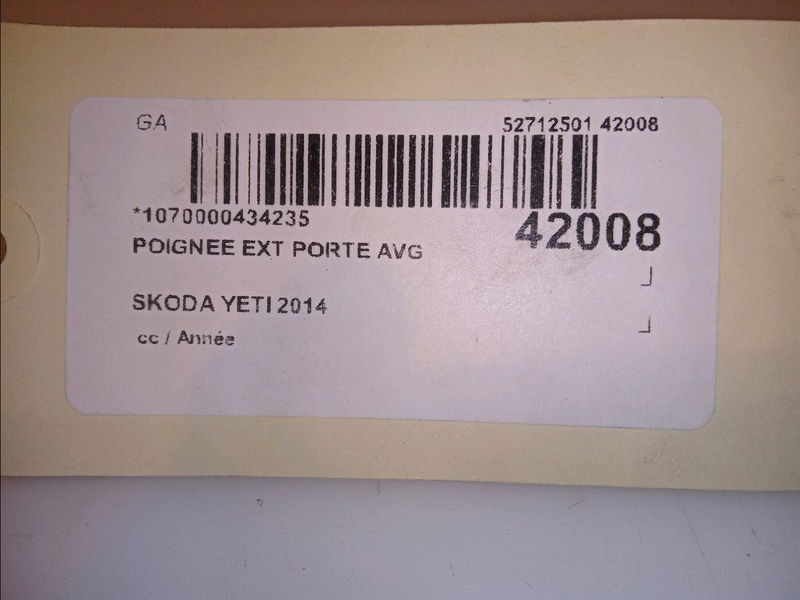 GA
52712501 42008
*1070000434235
42008
POIGNEE EXT PORTE AVG
SKODA YETI 2014
cc / Année